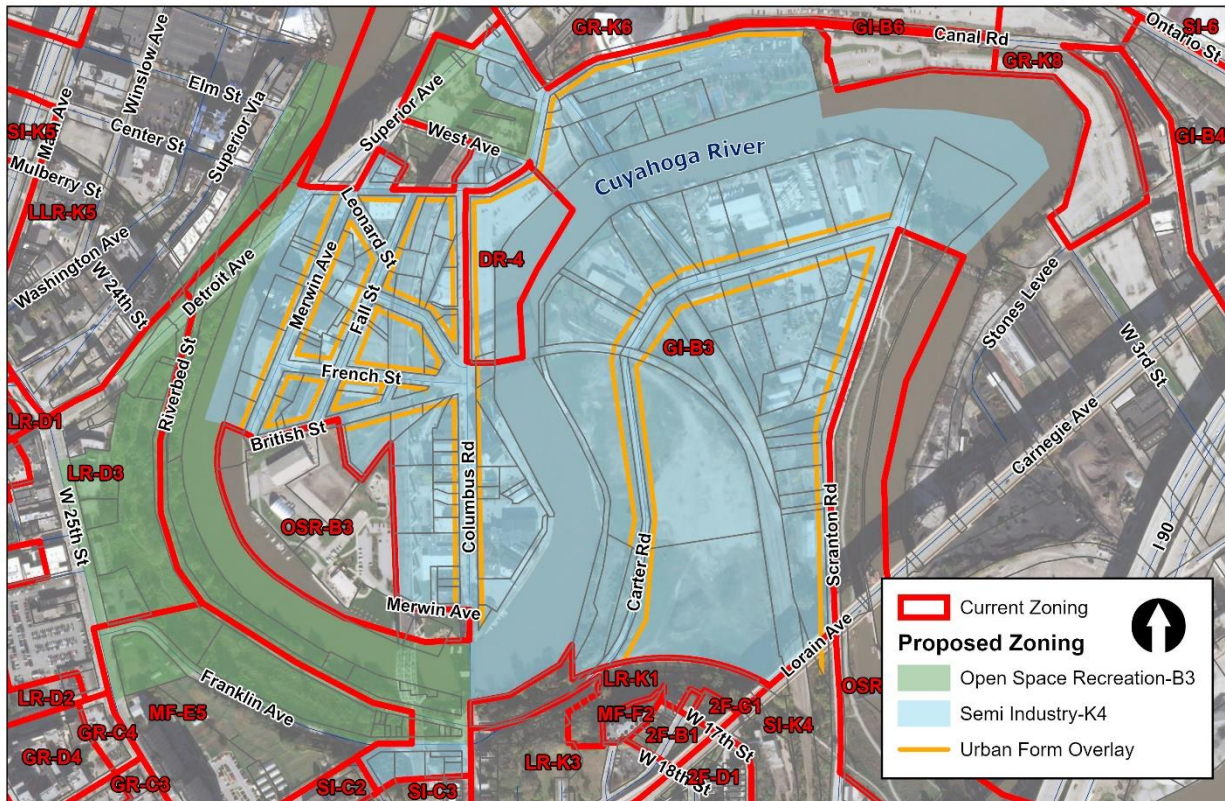 GR-K6
GI-B6
Canal Rd
SI-6
Ontario St
GR-K8
Winslow Ave
Elm St
Main Ave
Center St
Superior Via
SI-K5
Mulberry St
LLR-K5
Washington Ave
W 24th St
Superior Ave
West Ave
Cuyahoga River
GI-B4
Detroit Ave
Leonard St
Merwin Ave
Fall St
DR-4
GI-B3
Stones Levee
W 3rd St
Riverbed St
French St
British St
LR-D1
LR-D3
W 25th St
OSR-B3
Columbus Rd
Carter Rd
Scranton Rd
Carnegie Ave
I 90
Merwin Ave
Lorain Ave
Franklin Ave
LR-D2
MF-E5
GR-C4
GR-D4
GR-C3
SI-C2
SI-C3
LR-K1
MF-F2
2F-C1
2F-B1
W 17th St
SI-K4
LR-K3
W 18th St
2F-D1
OSR
Current Zoning
Proposed Zoning
Open Space Recreation-B3
Semi Industry-K4
Urban Form Overlay